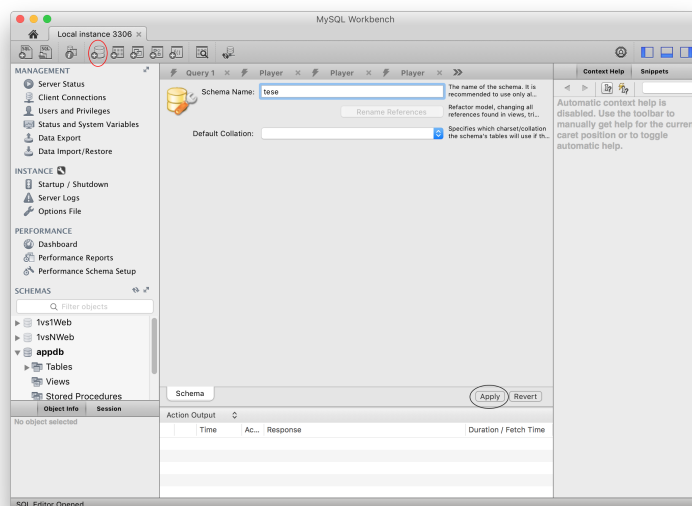 MySQL Workbench
Local instance 3306
MANAGEMENT
Server Status
Client Connections
Users and Privileges
Status and System Variables
Data Export
Data Import/Restore
INSTANCE
Startup / Shutdown
Server Logs
Options File
PERFORMANCE
Dashboard
Performance Reports
Performance Schema Setup
SCHEMAS
Filter objects
1vs1Web
1vsNWeb
appdb
Tables
Views
Stored Procedures
Object Info Session
No object selected
Query 1 Player Player Player
Schema Name: tese
The name of the schema. It is
recommended to use only al...
Rename References
Refactor model, changing all
references found in views, tri...
Default Collation:
Specifies which charset/collation
the schema's tables will use if th...
Schema
Apply Revert
Action Output
Time Ac... Response Duration / Fetch Time
Context Help Snippets
Automatic context help is
disabled. Use the toolbar to
manually get help for the curren
caret position or to toggle
automatic help.
SQL Editor Opened.